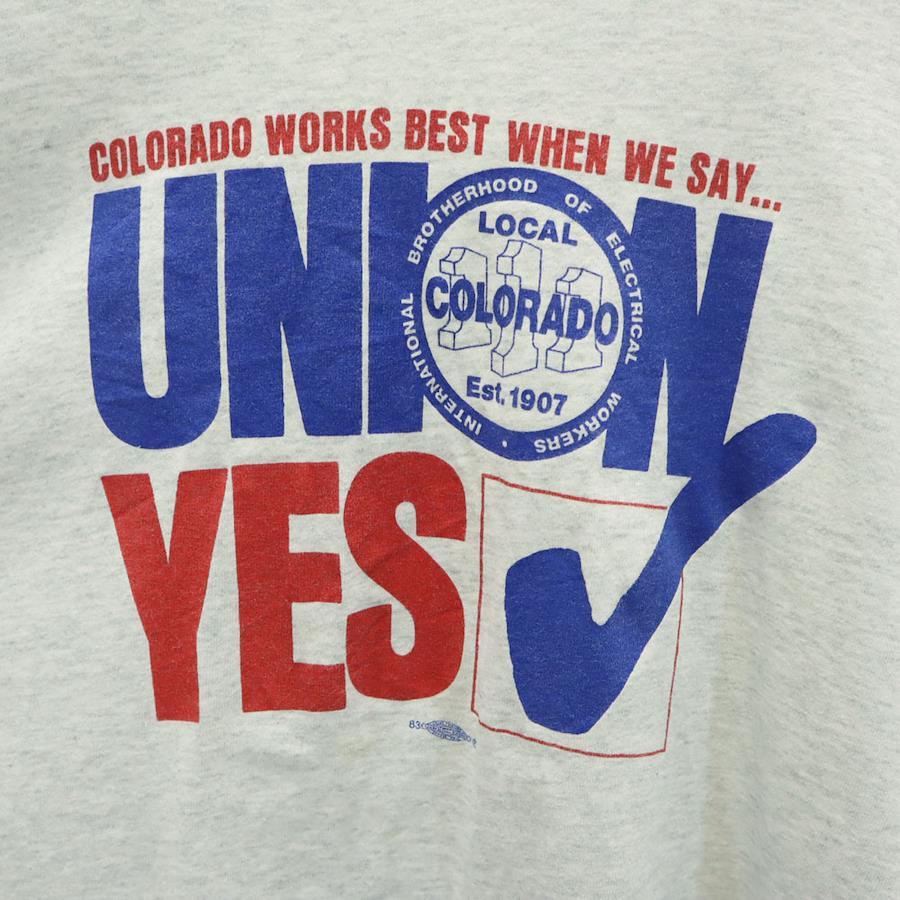 COLORADO WORKS BEST WHEN WE SAY...
UNION
INTERNATIONAL BROTHERHOOD OF ELECTRICAL WORKERS •
LOCAL
111
COLORADO
Est. 1907
YES